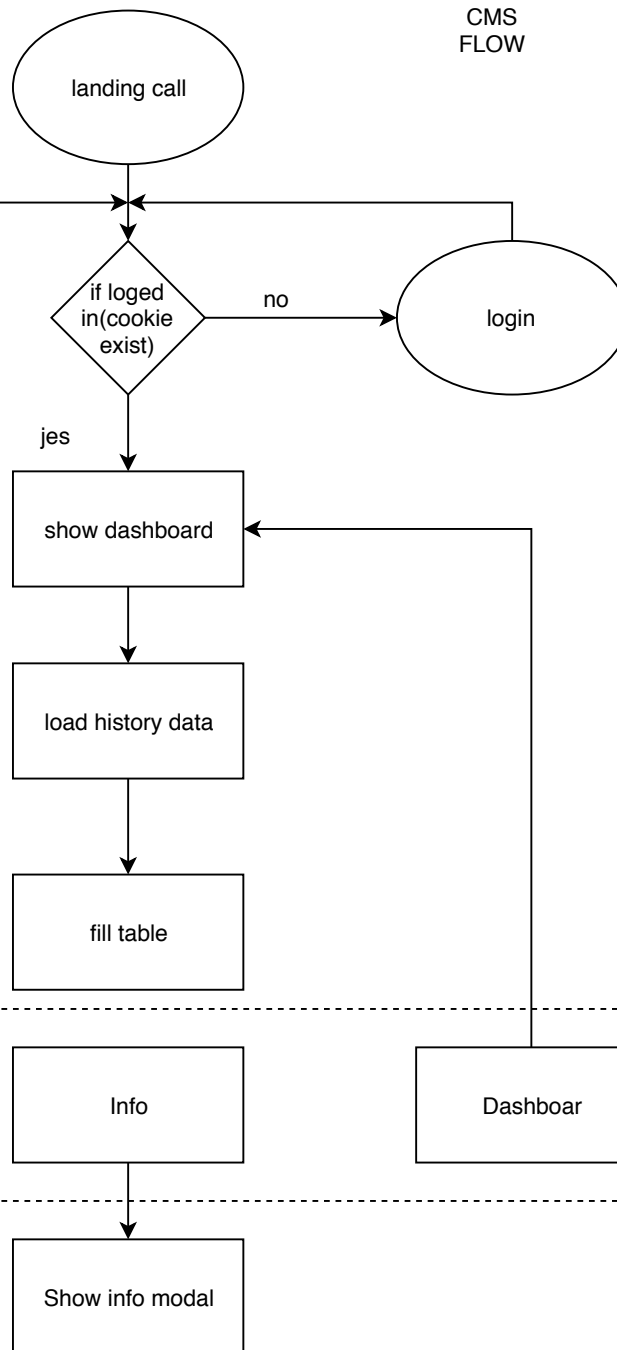 CMS
FLOW
landing call
if loged
in(cookie
exist)
no
login
jes
show dashboard
load history data
fill table
Info
Dashboar
Show info modal